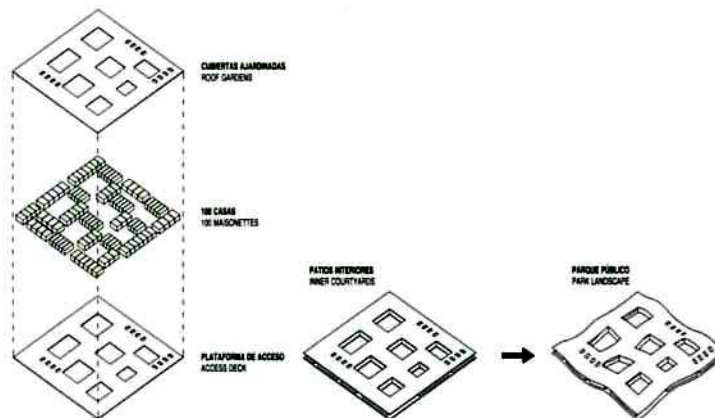 CUBIERTAS AJARDINADAS
ROOF GARDENS
100 CASAS
100 MAISONETTES
PATIOS INTERIORES
INNER COURTYARDS
PARQUE PÚBLICO
PARK LANDSCAPE
PLATAFORMA DE ACCESO
ACCESS DECK